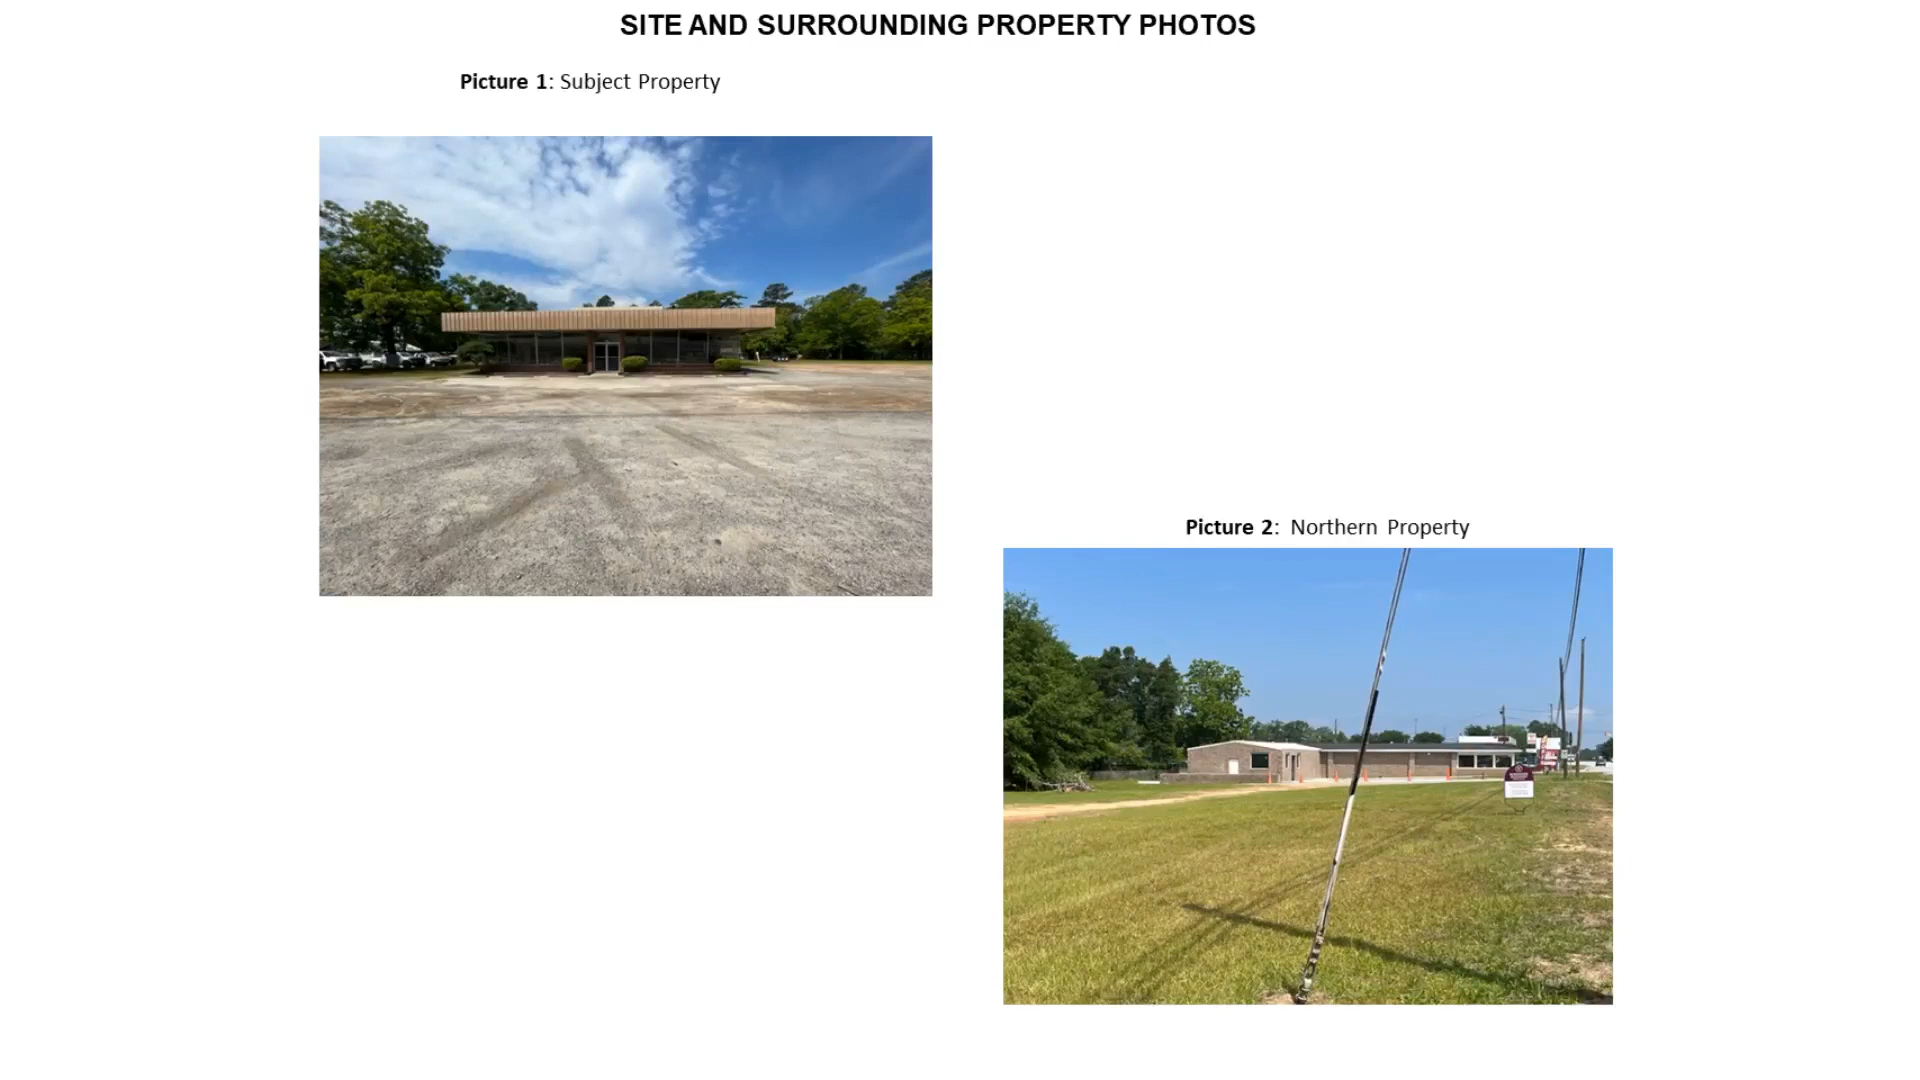 SITE AND SURROUNDING PROPERTY PHOTOS
Picture 1: Subject Property
Picture 2: Northern Property